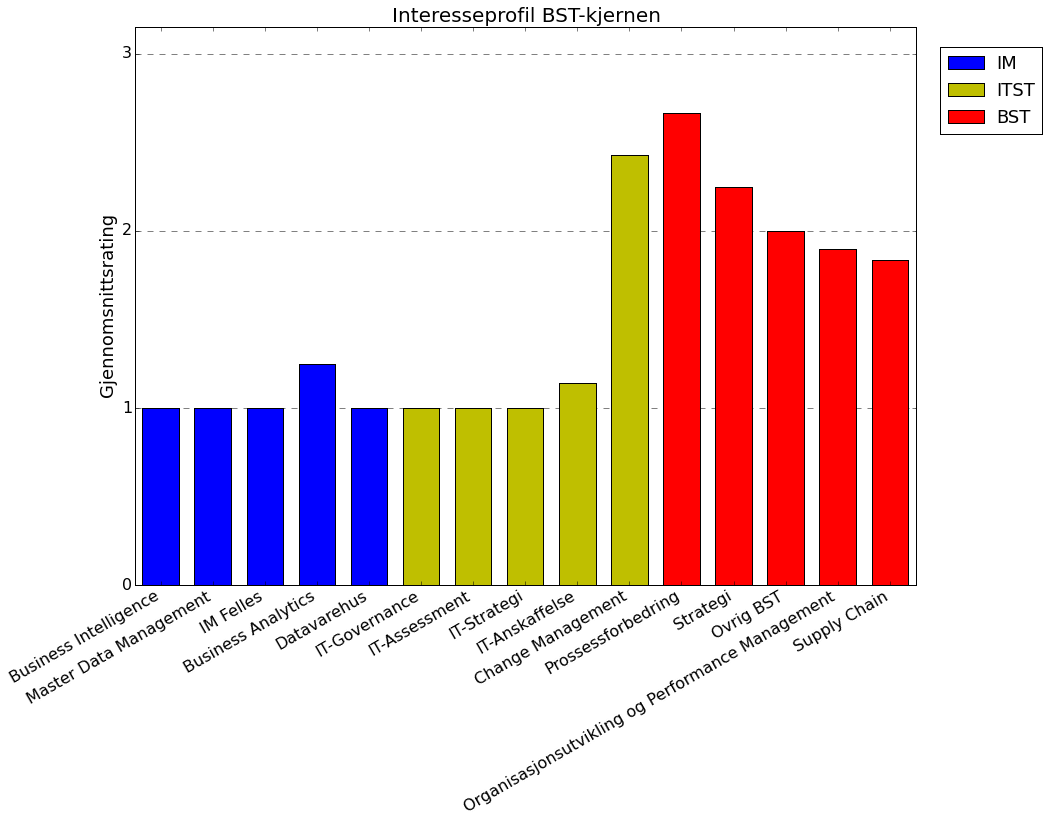 Interesseprofil BST-kjernen
IM
ITST
BST
Gjennomsnittsrating
3
2
1
0
Business Intelligence
Master Data Management
IM Felles
Business Analytics
Datavarehus
IT-Governance
IT-Assessment
IT-Strategi
IT-Anskaffelse
Change Management
Prossessforbedring
Strategi
Ovrig BST
Organisasjonsutvikling og Performance Management
Supply Chain